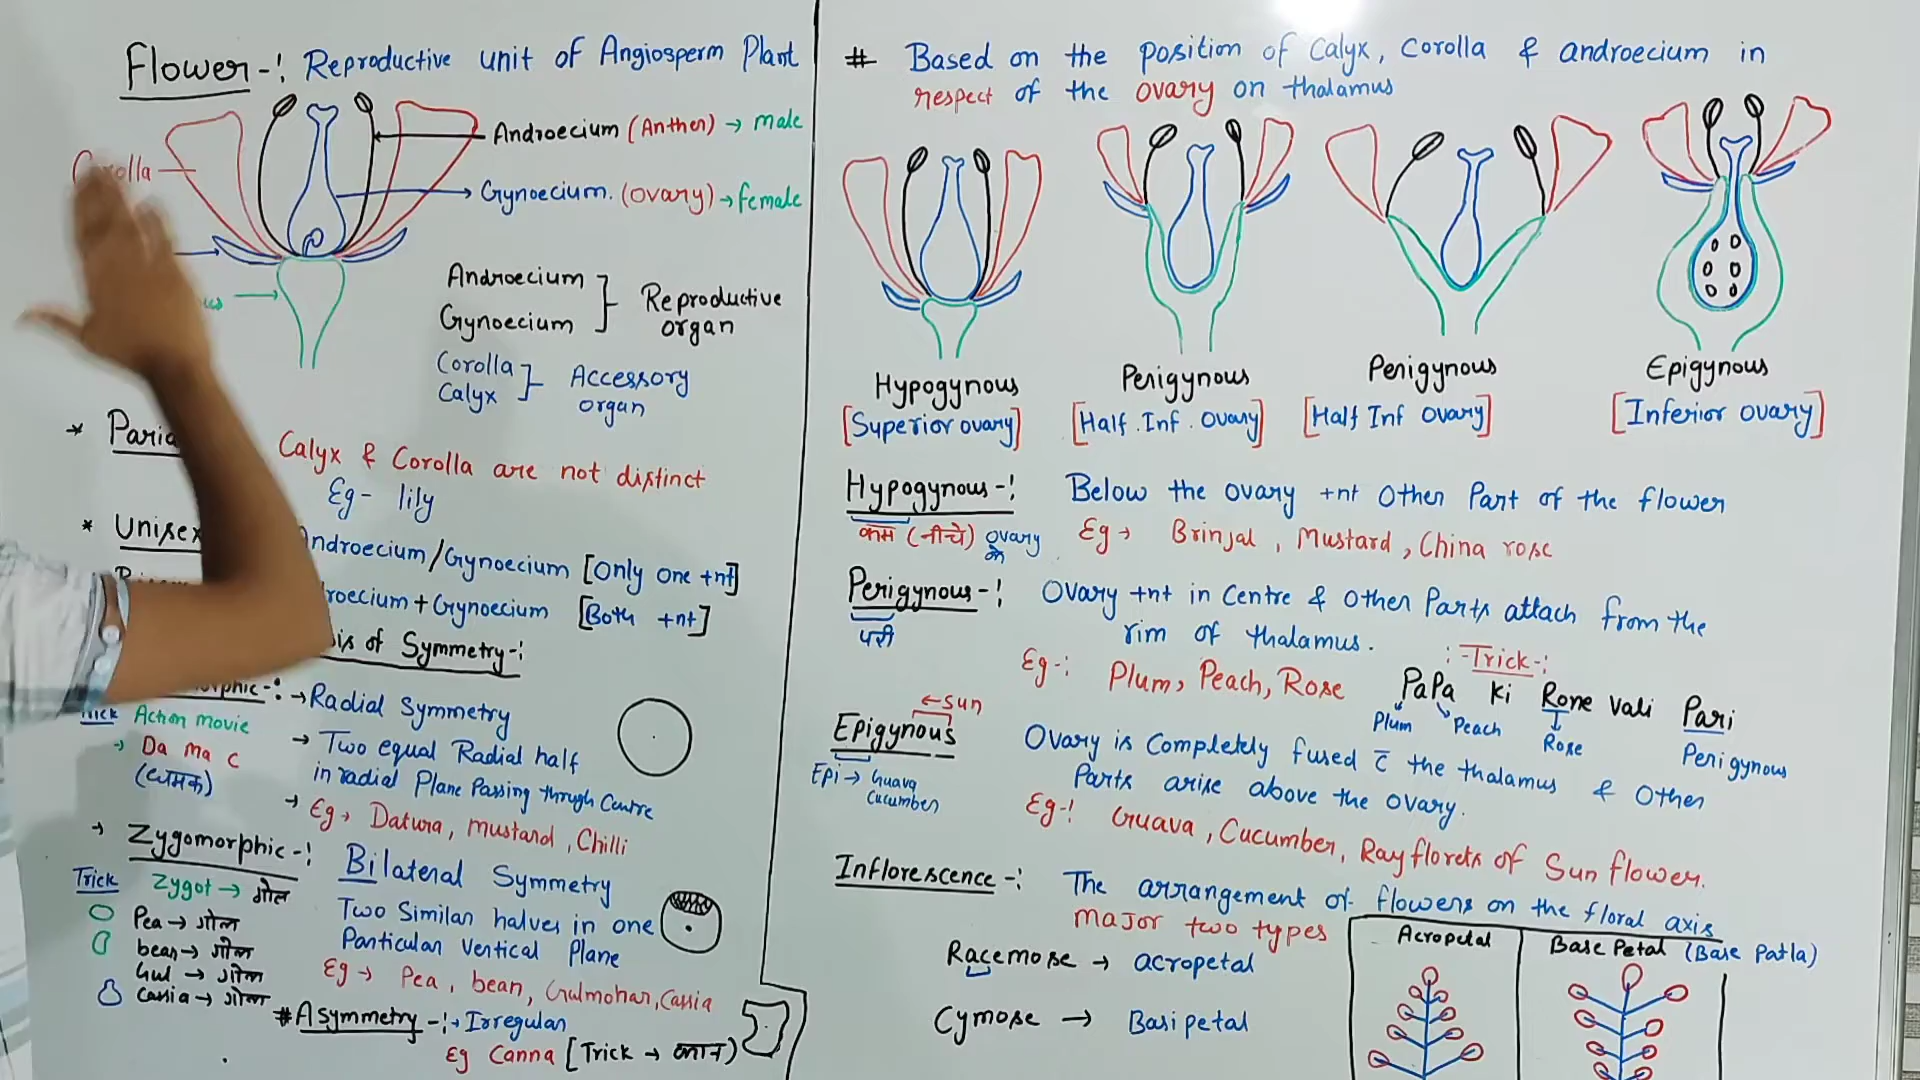 Flower-: Reproductive unit of Angiosperm Plant
Corolla
Androecium (Anther) → male
Gynoecium. (ovary) → female
Androecium
Gynoecium
Reproductive organ
Corolla
Calyx
Accessory organ
Calyx & Corolla are not distinct
Eg- lily
* Unisex
Androecium/Gynoecium [only one +nt]
roecium + Gynoecium [Both +nt]
of Symmetry-:
→ Radial Symmetry
Trick Action movie
→ Da ma c
(धमक)
→ Two equal Radial half
in radial Plane Passing through Centre
→ Eg → Datura, mustard, Chilli
→ Zygomorphic-: Bilateral Symmetry
Trick Zygot → गोल
Pea → गोल
bean → गोल
Gul → गोल
Cassia → गोल
Two Similar halves in one
Particular Vertical Plane
Eg → Pea, bean, Gulmohar, Cassia
# Asymmetry-: → Irregular
Eg Canna [Trick →
# Based on the position of Calyx, Corolla & androecium in
respect of the ovary on thalamus
Hypogynous
[Superior ovary]
Perigynous
[Half. Inf. Ovary]
Perigynous
[Half Inf Ovary]
Epigynous
[Inferior ovary]
Hypogynous-: Below the ovary +nt Other Part of the flower
कम (नीचे) ovary के
Eg → Brinjal, Mustard, China rose
Perigynous-: Ovary +nt in Centre & Other Parts attach from the
परी
rim of thalamus.
Eg-: Plum, Peach, Rose
:-Trick-:
PaPa Ki Rone vali Pari
Plum Peach Rose Perigynous
← Sun
Epigynous
Epi → Guava
Cucumber
Ovary is Completely fused c̄ the thalamus & Other
Parts arise above the ovary.
Eg-! Guava, Cucumber, Ray florets of Sun flower.
Inflorescence-: The arrangement of flowers on the floral axis
major two types
Racemose → acropetal
Cymose → Basipetal
Acropetal
Base Petal (Base Patla)